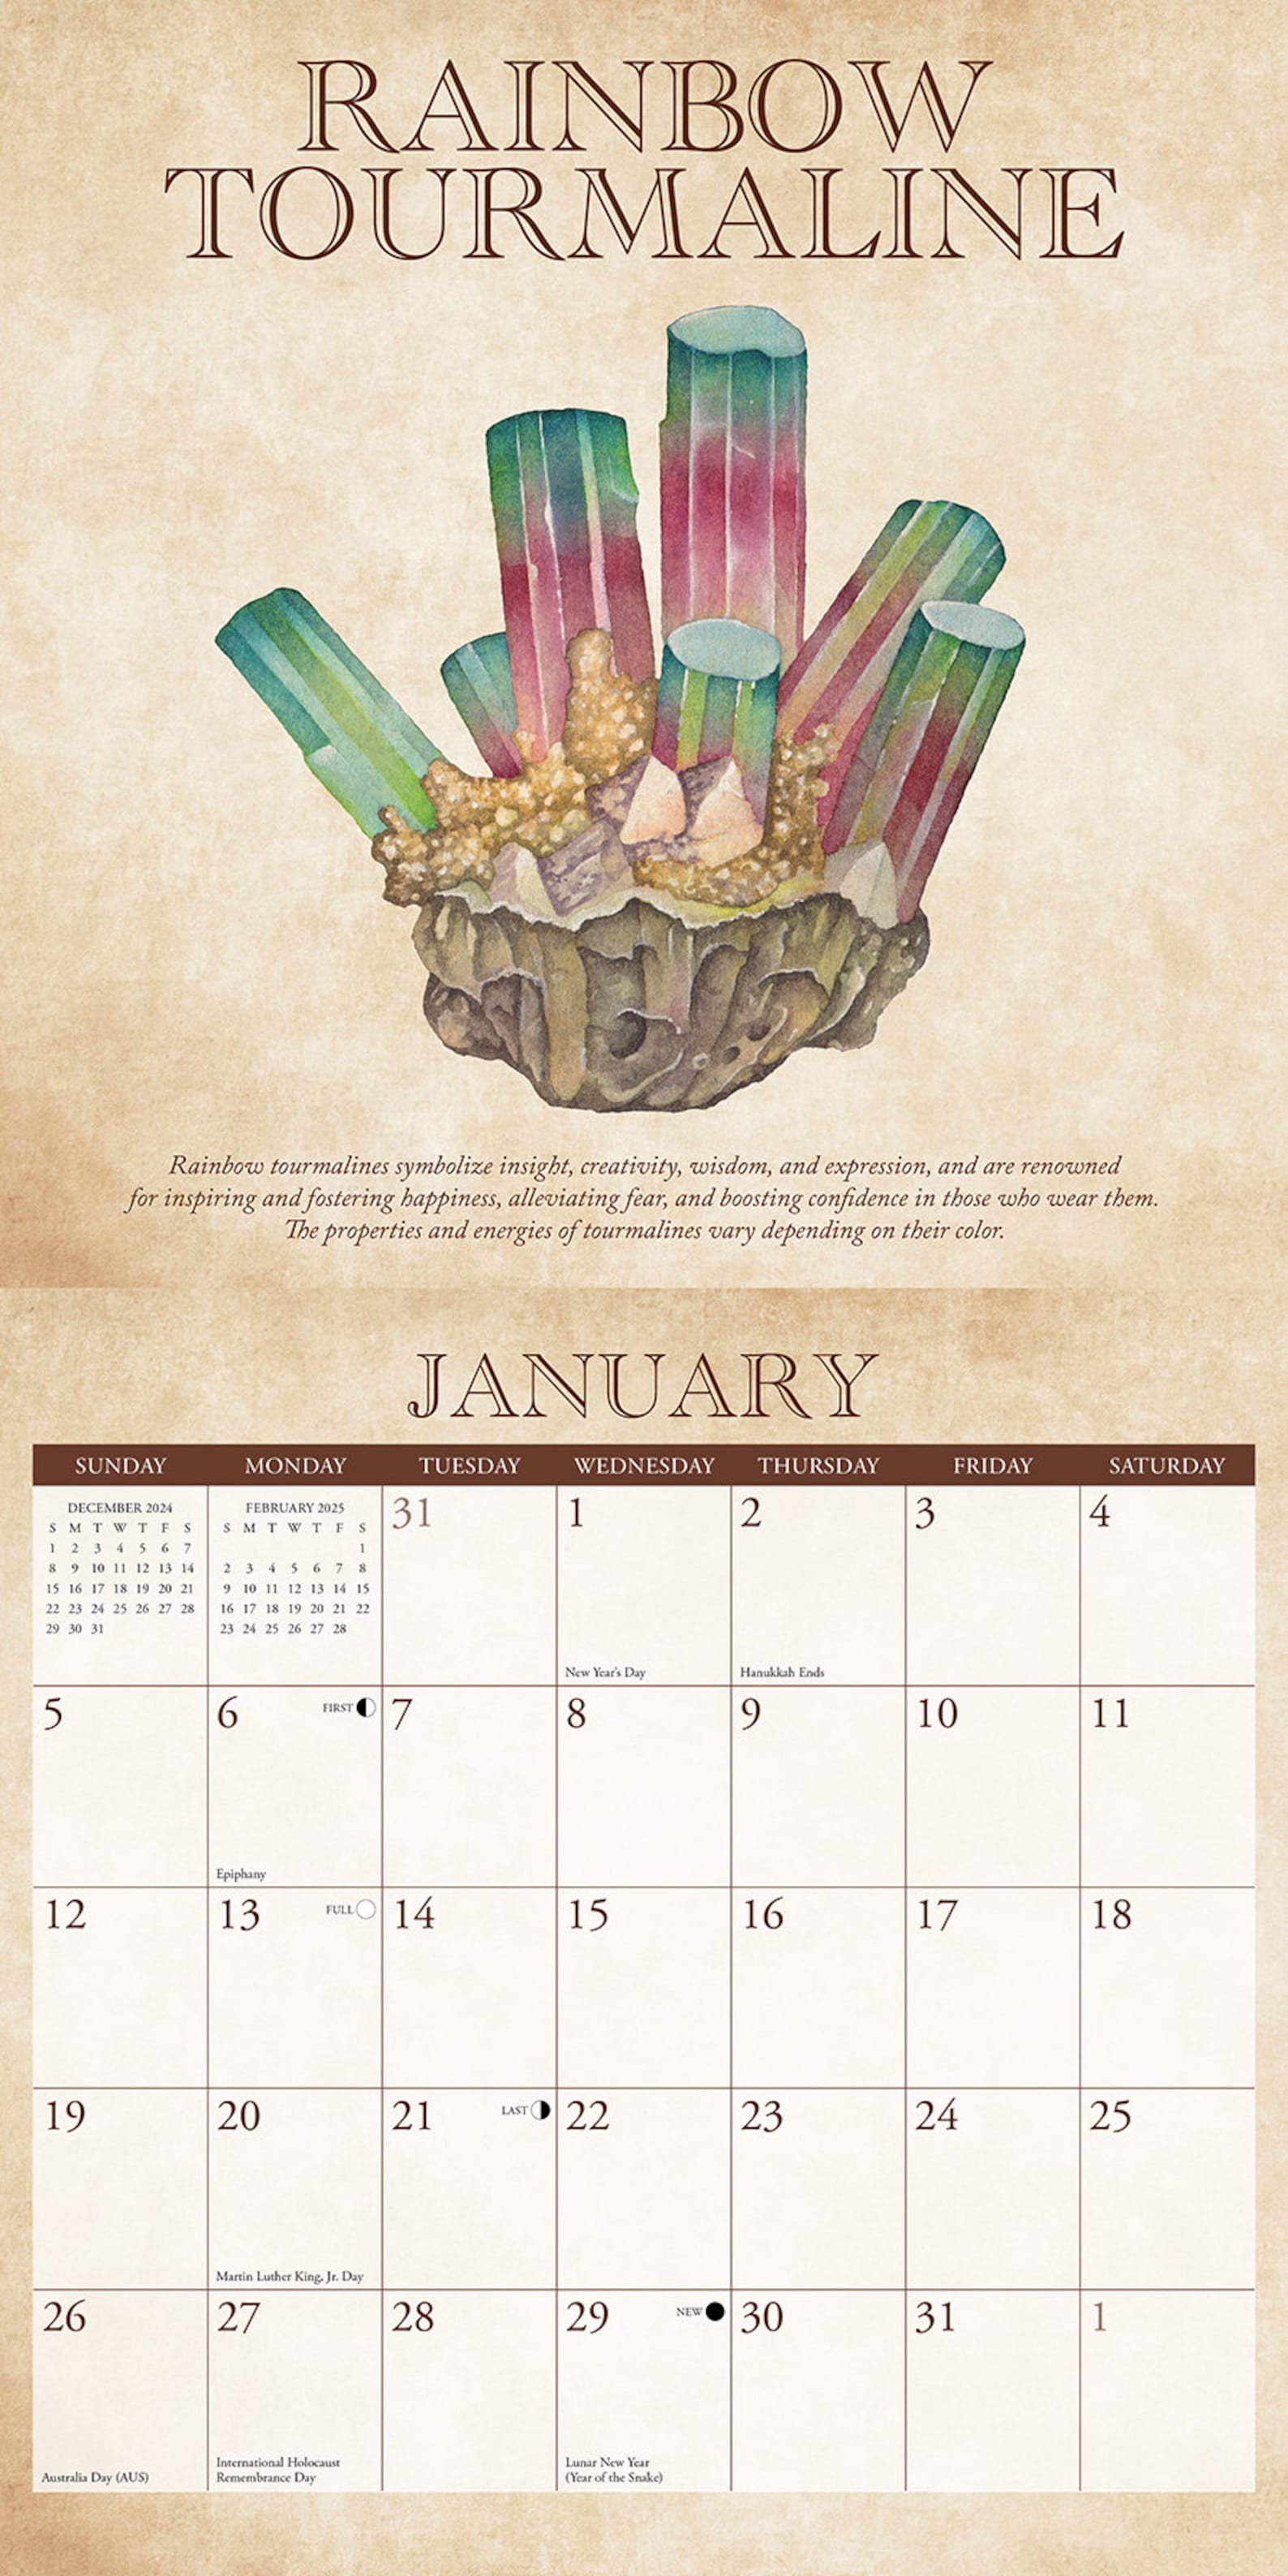 RAINBOW
TOURMALINE
Rainbow tourmalines symbolize insight, creativity, wisdom, and expression, and are renowned
for inspiring and fostering happiness, alleviating fear, and boosting confidence in those who wear them.
The properties and energies of tourmalines vary depending on their color.
JANUARY
SUNDAY MONDAY TUESDAY WEDNESDAY THURSDAY FRIDAY SATURDAY
DECEMBER 2024
S M T W T F S
1 2 3 4 5 6 7
8 9 10 11 12 13 14
15 16 17 18 19 20 21
22 23 24 25 26 27 28
29 30 31
FEBRUARY 2025
S M T W T F S
1
2 3 4 5 6 7 8
9 10 11 12 13 14 15
16 17 18 19 20 21 22
23 24 25 26 27 28
31 1 2 3 4
New Year's Day Hanukkah Ends
5 6 FIRST 7 8 9 10 11
Epiphany
12 13 FULL 14 15 16 17 18
19 20 21 LAST 22 23 24 25
Martin Luther King, Jr. Day
26 27 28 29 NEW 30 31 1
Australia Day (AUS)
International Holocaust
Remembrance Day
Lunar New Year
(Year of the Snake)